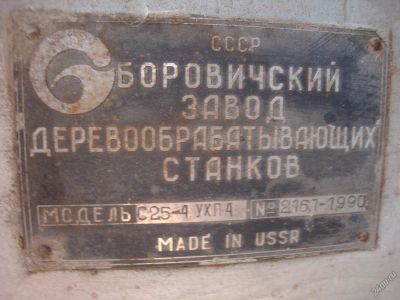 СССР
БОРОВИЧСКИЙ
ЗАВОД
ДЕРЕВООБРАБАТЫВАЮЩИХ
СТАНКОВ
МОДЕЛЬ С25-4 УХЛ4 № 2167-1990
MADE IN USSR